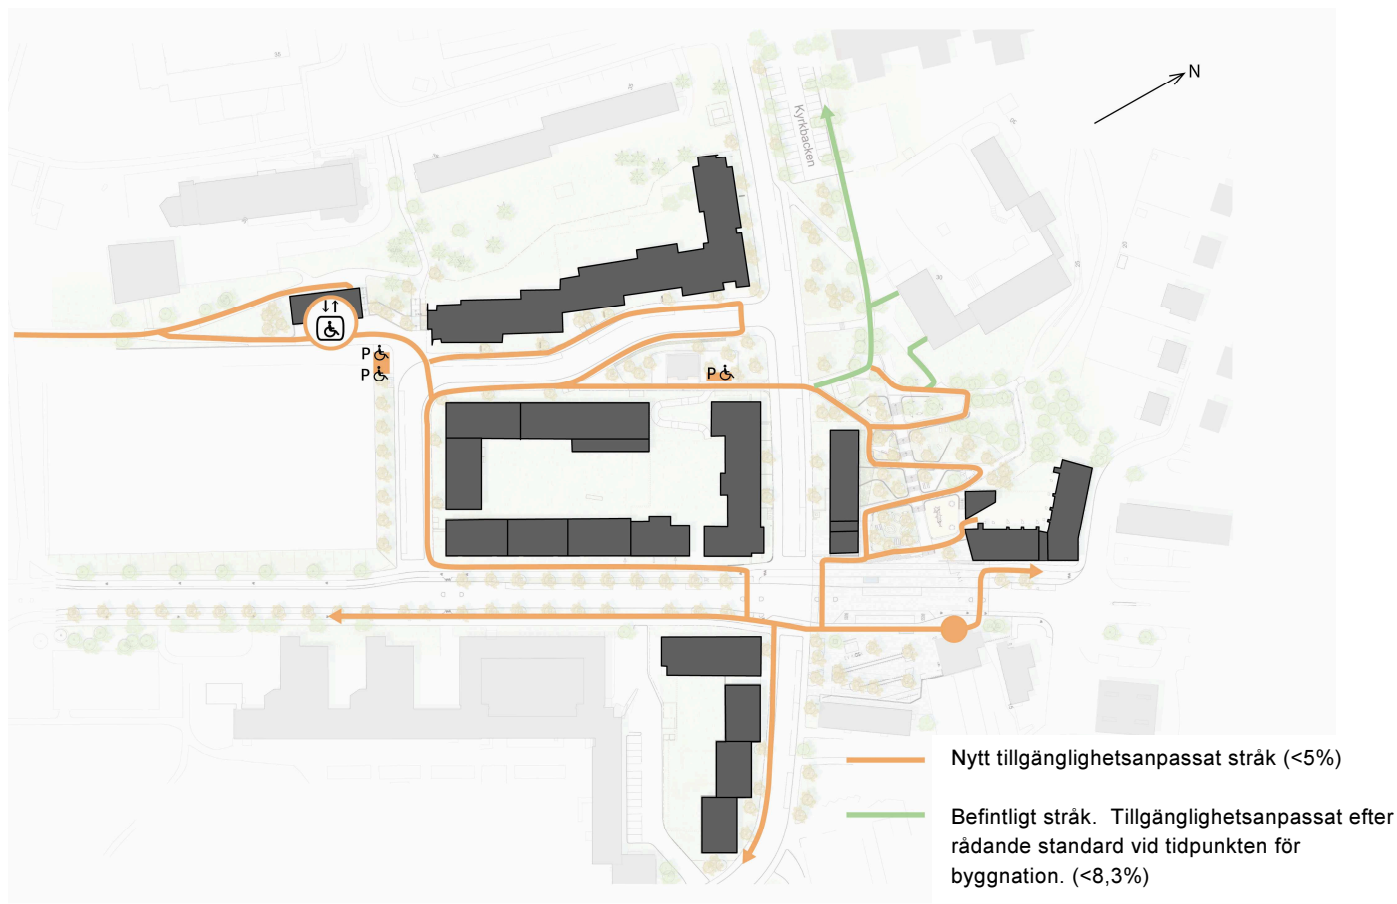 N
Kyrkbacken
P
P
P
Nytt tillgänglighetsanpassat stråk (<5%)
Befintligt stråk. Tillgänglighetsanpassat efter
rådande standard vid tidpunkten för
byggnation. (<8,3%)